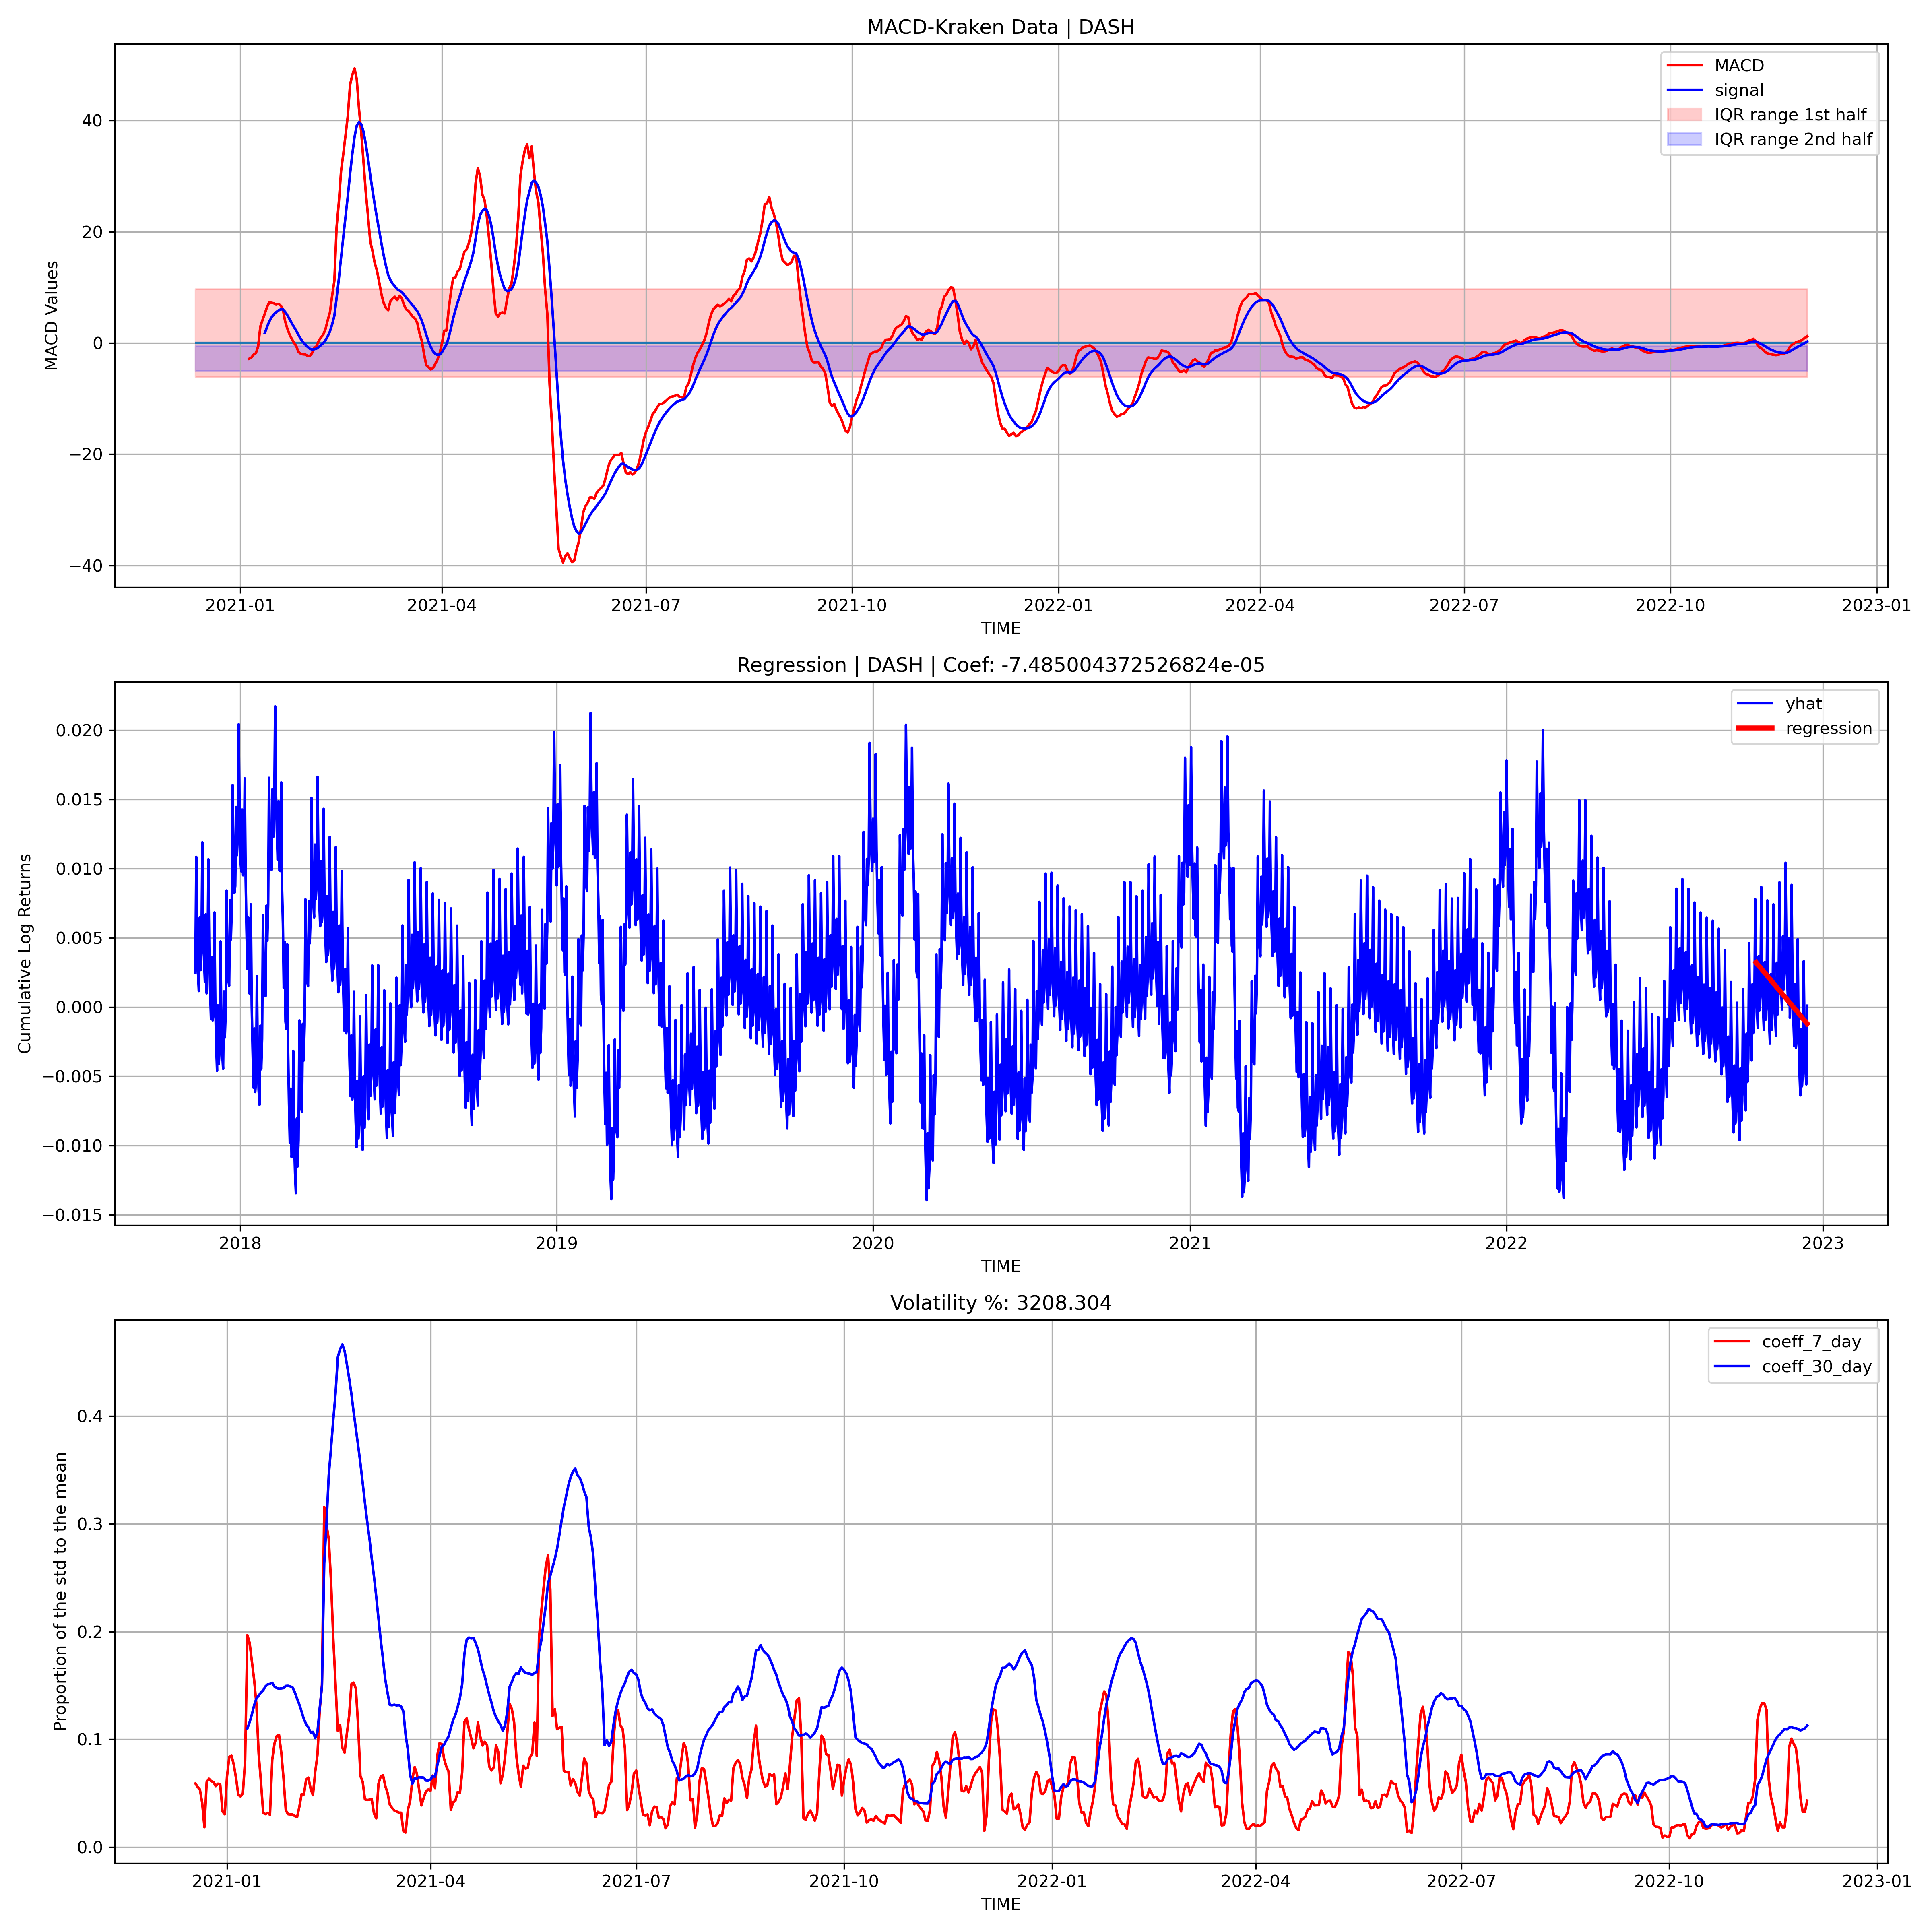 MACD-Kraken Data | DASH
MACD
signal
IQR range 1st half
IQR range 2nd half
MACD Values
40
20
0
−20
−40
2021-01 2021-04 2021-07 2021-10 2022-01 2022-04 2022-07 2022-10 2023-01
TIME
Regression | DASH | Coef: -7.485004372526824e-05
yhat
regression
Cumulative Log Returns
0.020
0.015
0.010
0.005
0.000
−0.005
−0.010
−0.015
2018 2019 2020 2021 2022 2023
TIME
Volatility %: 3208.304
coeff_7_day
coeff_30_day
Proportion of the std to the mean
0.4
0.3
0.2
0.1
0.0
2021-01 2021-04 2021-07 2021-10 2022-01 2022-04 2022-07 2022-10 2023-01
TIME